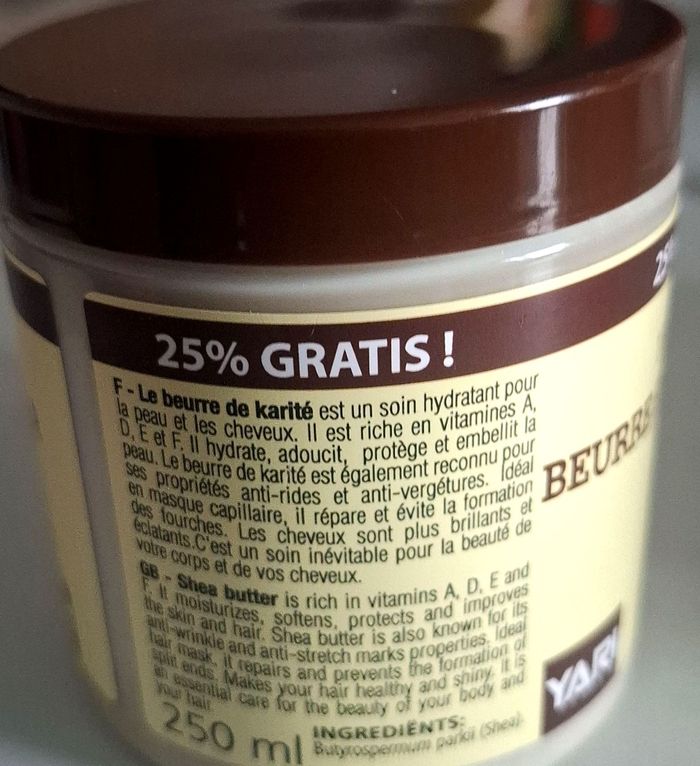 25% GRATIS !
F - Le beurre de karité est un soin hydratant pour
la peau et les cheveux. Il est riche en vitamines A,
D, E et F. Il hydrate, adoucit, protège et embellit la
peau. Le beurre de karité est également reconnu pour
ses propriétés anti-rides et anti-vergétures. Idéal
en masque capillaire, il répare et évite la formation
des fourches. Les cheveux sont plus brillants et
éclatants.C'est un soin inévitable pour la beauté de
votre corps et de vos cheveux.
GB - Shea butter is rich in vitamins A, D, E and
F. It moisturizes, softens, protects and improves
the skin and hair. Shea butter is also known for its
anti-wrinkle and anti-stretch marks properties. Ideal
hair mask, it repairs and prevents the formation of
split ends. Makes your hair healthy and shiny. It is
an essential care for the beauty of your body and
your hair.
250 ml
INGREDIËNTS:
Butyrospermum parkii (Shea).
BEURRE
YARI
25%